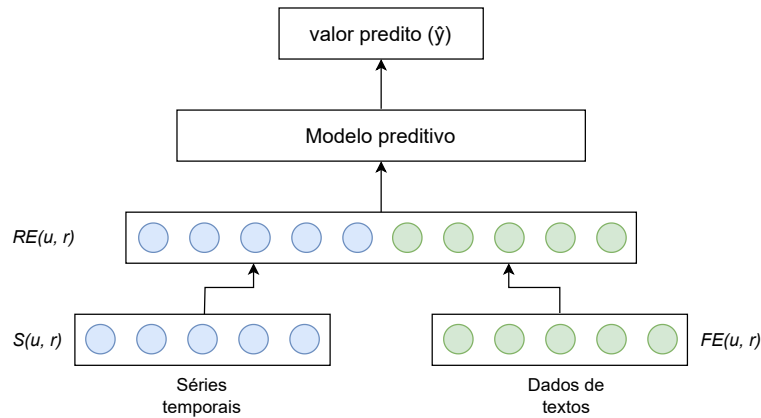 valor predito (ŷ)
Modelo preditivo
RE(u, r)
S(u, r)
FE(u, r)
Séries
temporais
Dados de
textos